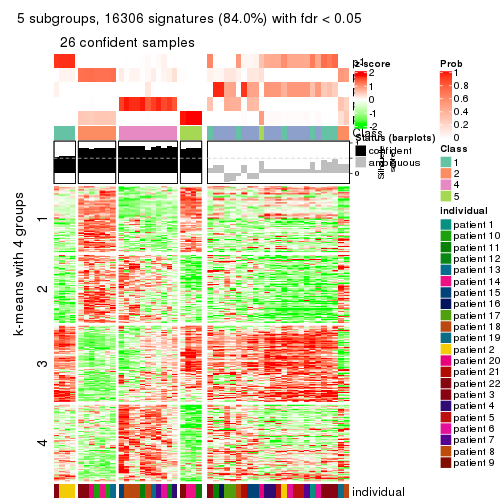 5 subgroups, 16306 signatures (84.0%) with fdr < 0.05
26 confident samples
k-means with 4 groups
1
2
3
4
Class
individual
z-score
2
1
0
-1
-2
Status (barplots)
confident
ambiguous
1
0
Prob
1
0.8
0.6
0.4
0.2
0
Class
1
2
4
5
individual
patient 1
patient 10
patient 11
patient 12
patient 13
patient 14
patient 15
patient 16
patient 17
patient 18
patient 19
patient 2
patient 20
patient 21
patient 22
patient 3
patient 4
patient 5
patient 6
patient 7
patient 8
patient 9